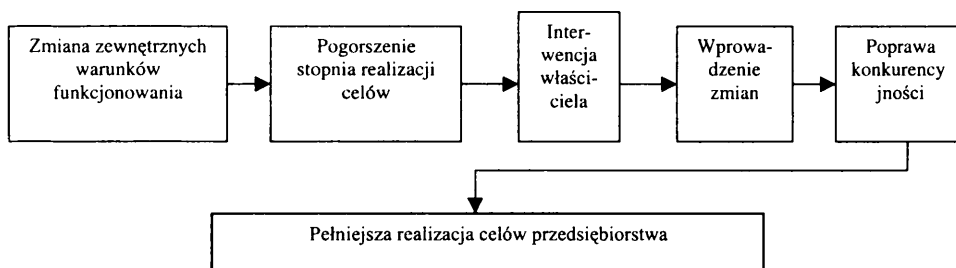 Zmiana zewnętrznych
warunków
funkcjonowania
Pogorszenie
stopnia realizacji
celów
Inter-
wencja
właści-
ciela
Wprowa-
dzenie
zmian
Poprawa
konkurency
jności
Pełniejsza realizacja celów przedsiębiorstwa